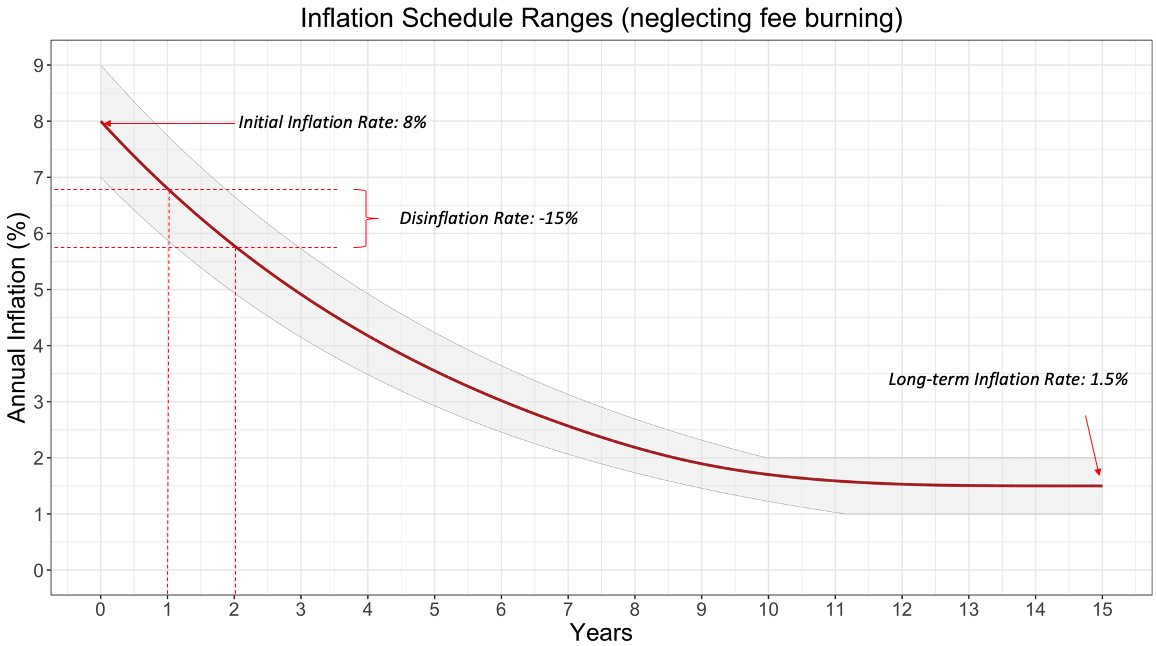 Inflation Schedule Ranges (neglecting fee burning)
Annual Inflation (%)
9
8
7
6
5
4
3
2
1
0
Initial Inflation Rate: 8%
Disinflation Rate: -15%
Long-term Inflation Rate: 1.5%
0 1 2 3 4 5 6 7 8 9 10 11 12 13 14 15
Years